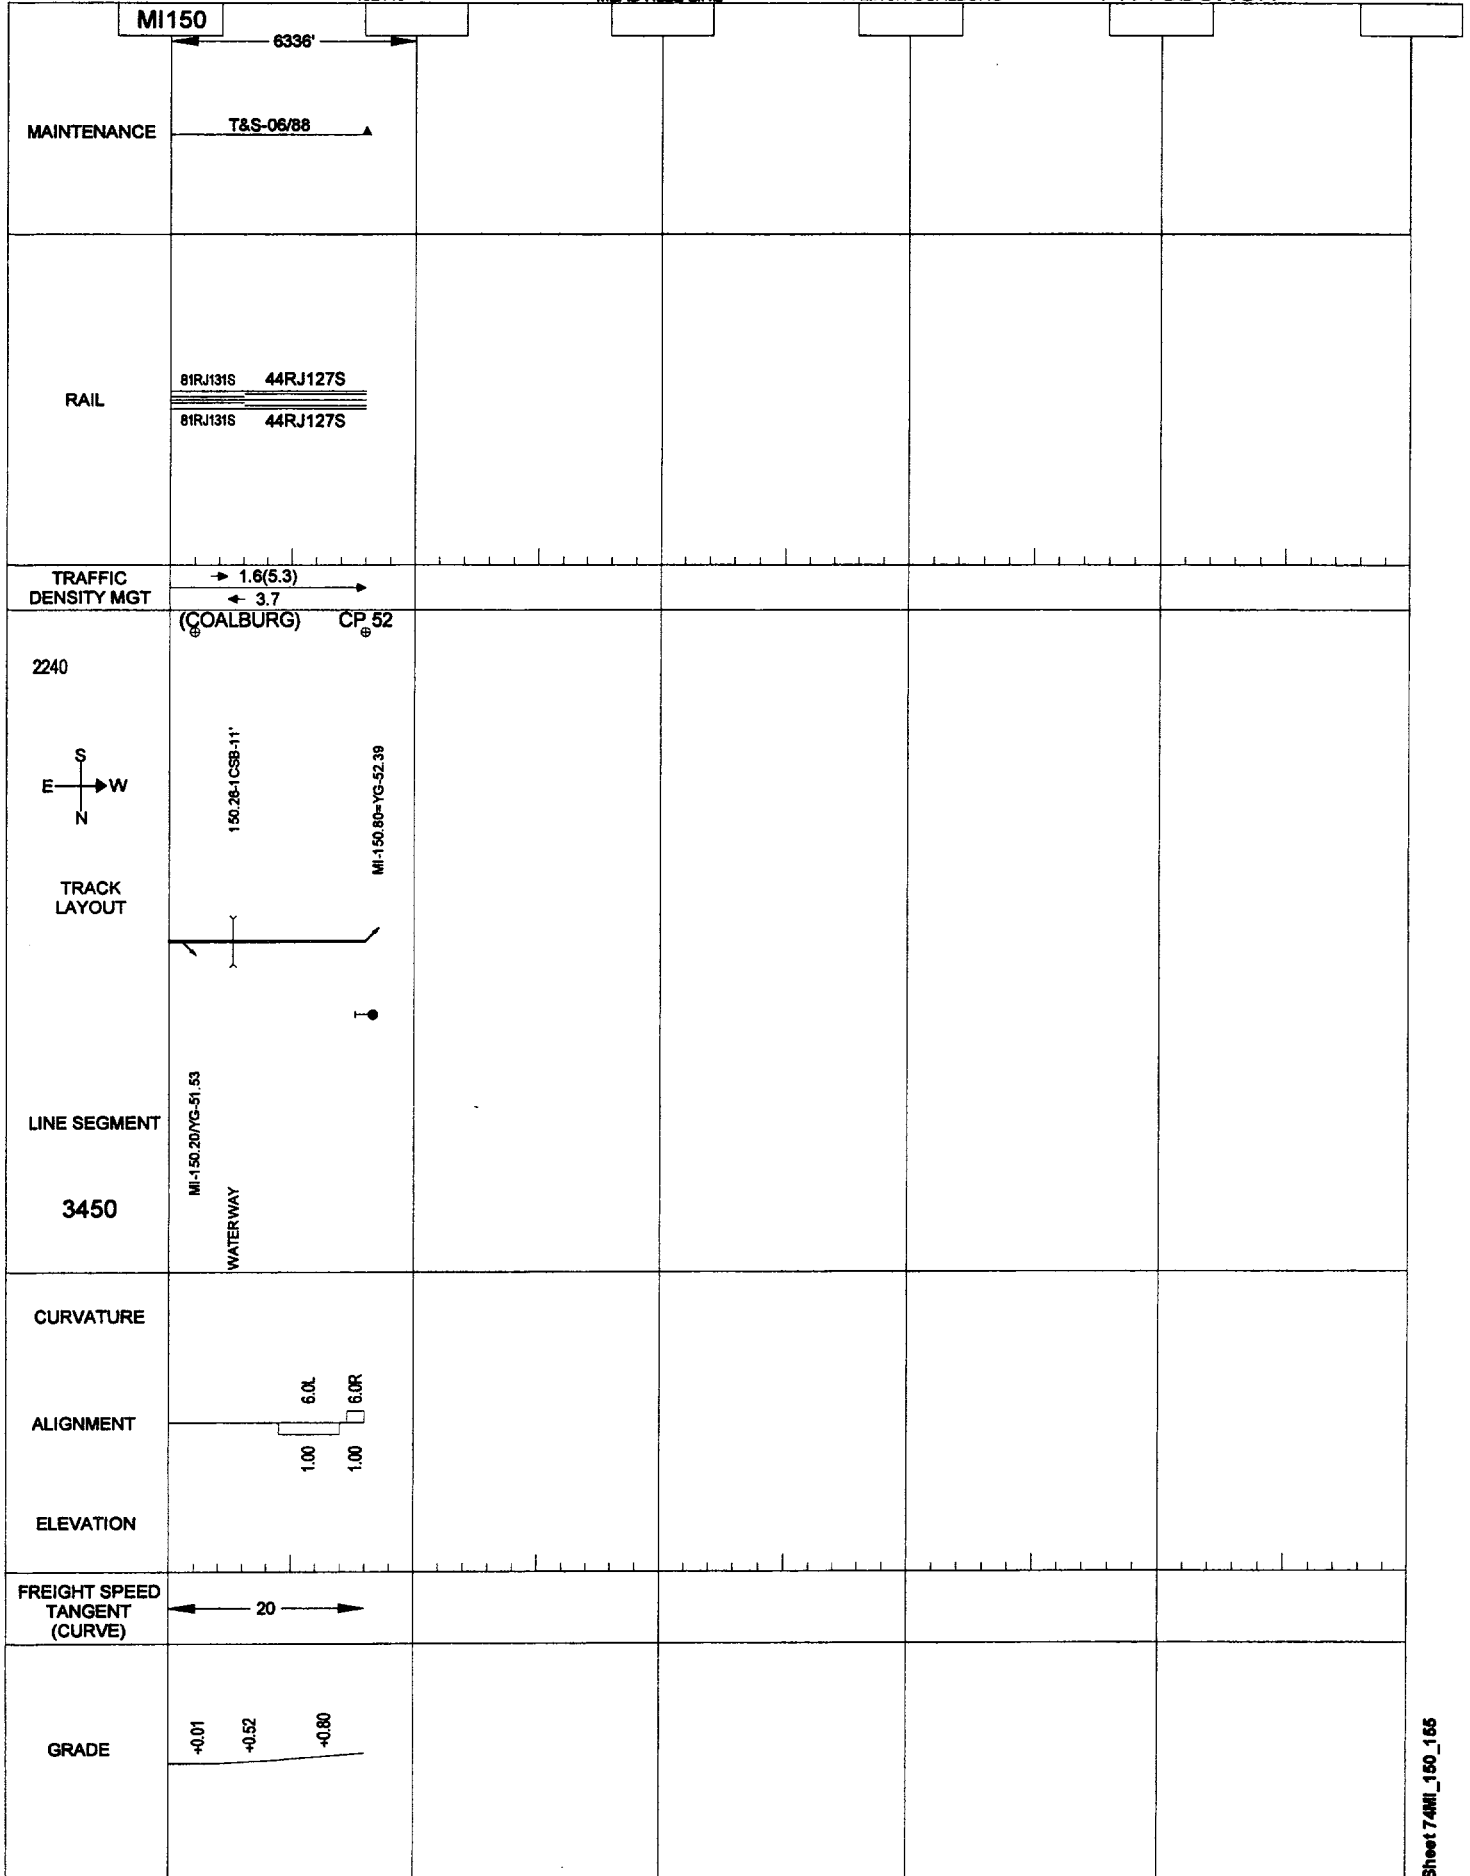 MI150
6336'
MAINTENANCE
T&S-06/88
RAIL
81RJ131S 44RJ127S
81RJ131S 44RJ127S
TRAFFIC
DENSITY MGT
1.6(5.3)
3.7
(COALBURG) CP 52
2240
S
E W
N
150.26-1CSB-11'
MI-150.80=YG-52.39
TRACK
LAYOUT
LINE SEGMENT
3450
MI-150.20/YG-51.53
WATERWAY
CURVATURE
6.0L 6.0R
ALIGNMENT
1.00 1.00
ELEVATION
FREIGHT SPEED
TANGENT
(CURVE)
20
GRADE
+0.01 +0.52 +0.80
Sheet 74MI_150_155